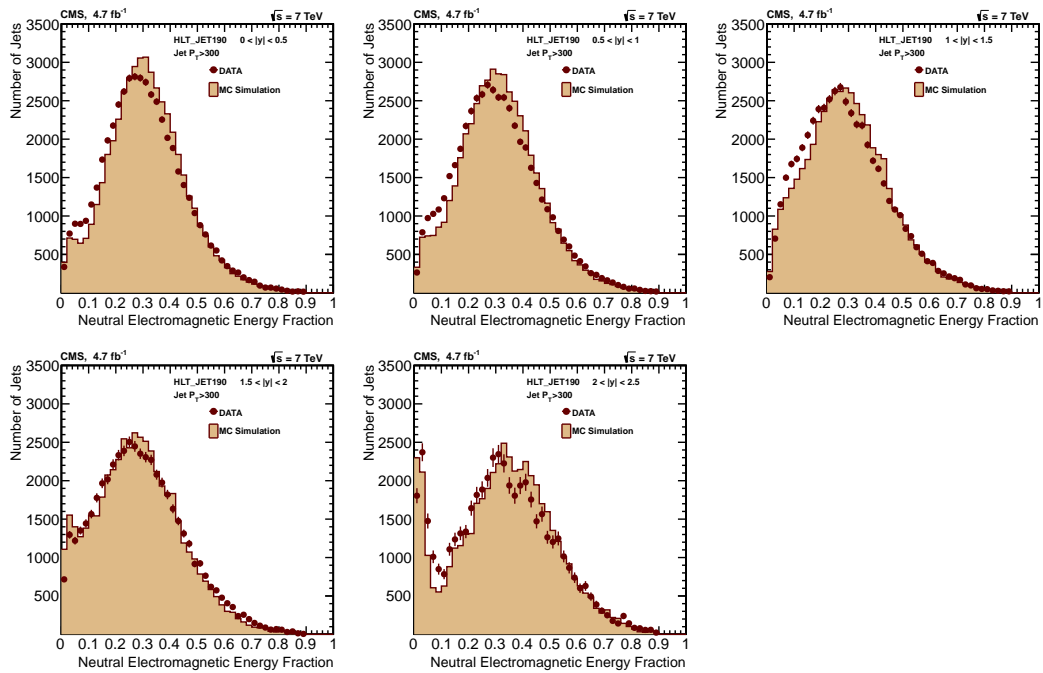 CMS, 4.7 fb-1 √s = 7 TeV
Number of Jets
HLT_JET190 0 < |y| < 0.5
Jet PT>300
DATA
MC Simulation
3500
3000
2500
2000
1500
1000
500
0 0.1 0.2 0.3 0.4 0.5 0.6 0.7 0.8 0.9 1
Neutral Electromagnetic Energy Fraction
CMS, 4.7 fb-1 √s = 7 TeV
Number of Jets
HLT_JET190 0.5 < |y| < 1
Jet PT>300
DATA
MC Simulation
3500
3000
2500
2000
1500
1000
500
0 0.1 0.2 0.3 0.4 0.5 0.6 0.7 0.8 0.9 1
Neutral Electromagnetic Energy Fraction
CMS, 4.7 fb-1 √s = 7 TeV
Number of Jets
HLT_JET190 1 < |y| < 1.5
Jet PT>300
DATA
MC Simulation
3500
3000
2500
2000
1500
1000
500
0 0.1 0.2 0.3 0.4 0.5 0.6 0.7 0.8 0.9 1
Neutral Electromagnetic Energy Fraction
CMS, 4.7 fb-1 √s = 7 TeV
Number of Jets
HLT_JET190 1.5 < |y| < 2
Jet PT>300
DATA
MC Simulation
3500
3000
2500
2000
1500
1000
500
0 0.1 0.2 0.3 0.4 0.5 0.6 0.7 0.8 0.9 1
Neutral Electromagnetic Energy Fraction
CMS, 4.7 fb-1 √s = 7 TeV
Number of Jets
HLT_JET190 2 < |y| < 2.5
Jet PT>300
DATA
MC Simulation
3500
3000
2500
2000
1500
1000
500
0 0.1 0.2 0.3 0.4 0.5 0.6 0.7 0.8 0.9 1
Neutral Electromagnetic Energy Fraction